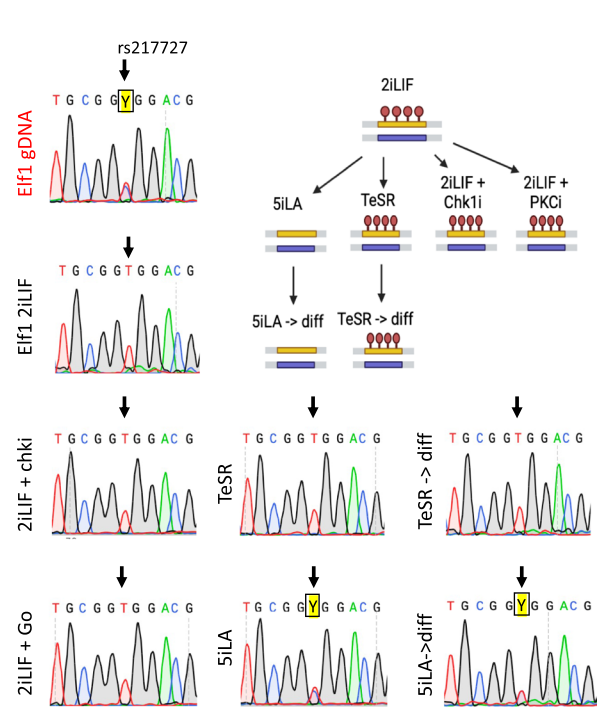 rs217727
T G C G G Y G G A C G
Elf1 gDNA
2iLIF
5iLA
TeSR
2iLIF +
Chk1i
2iLIF +
PKCi
T G C G G T G G A C G
Elf1 2iLIF
5iLA -> diff
TeSR -> diff
T G C G G T G G A C G
2iLIF + chki
T G C G G T G G A C G
TeSR
T G C G G T G G A C G
TeSR -> diff
T G C G G T G G A C G
2iLIF + Go
T G C G G Y G G A C G
5iLA
T G C G G Y G G A C G
5iLA->diff